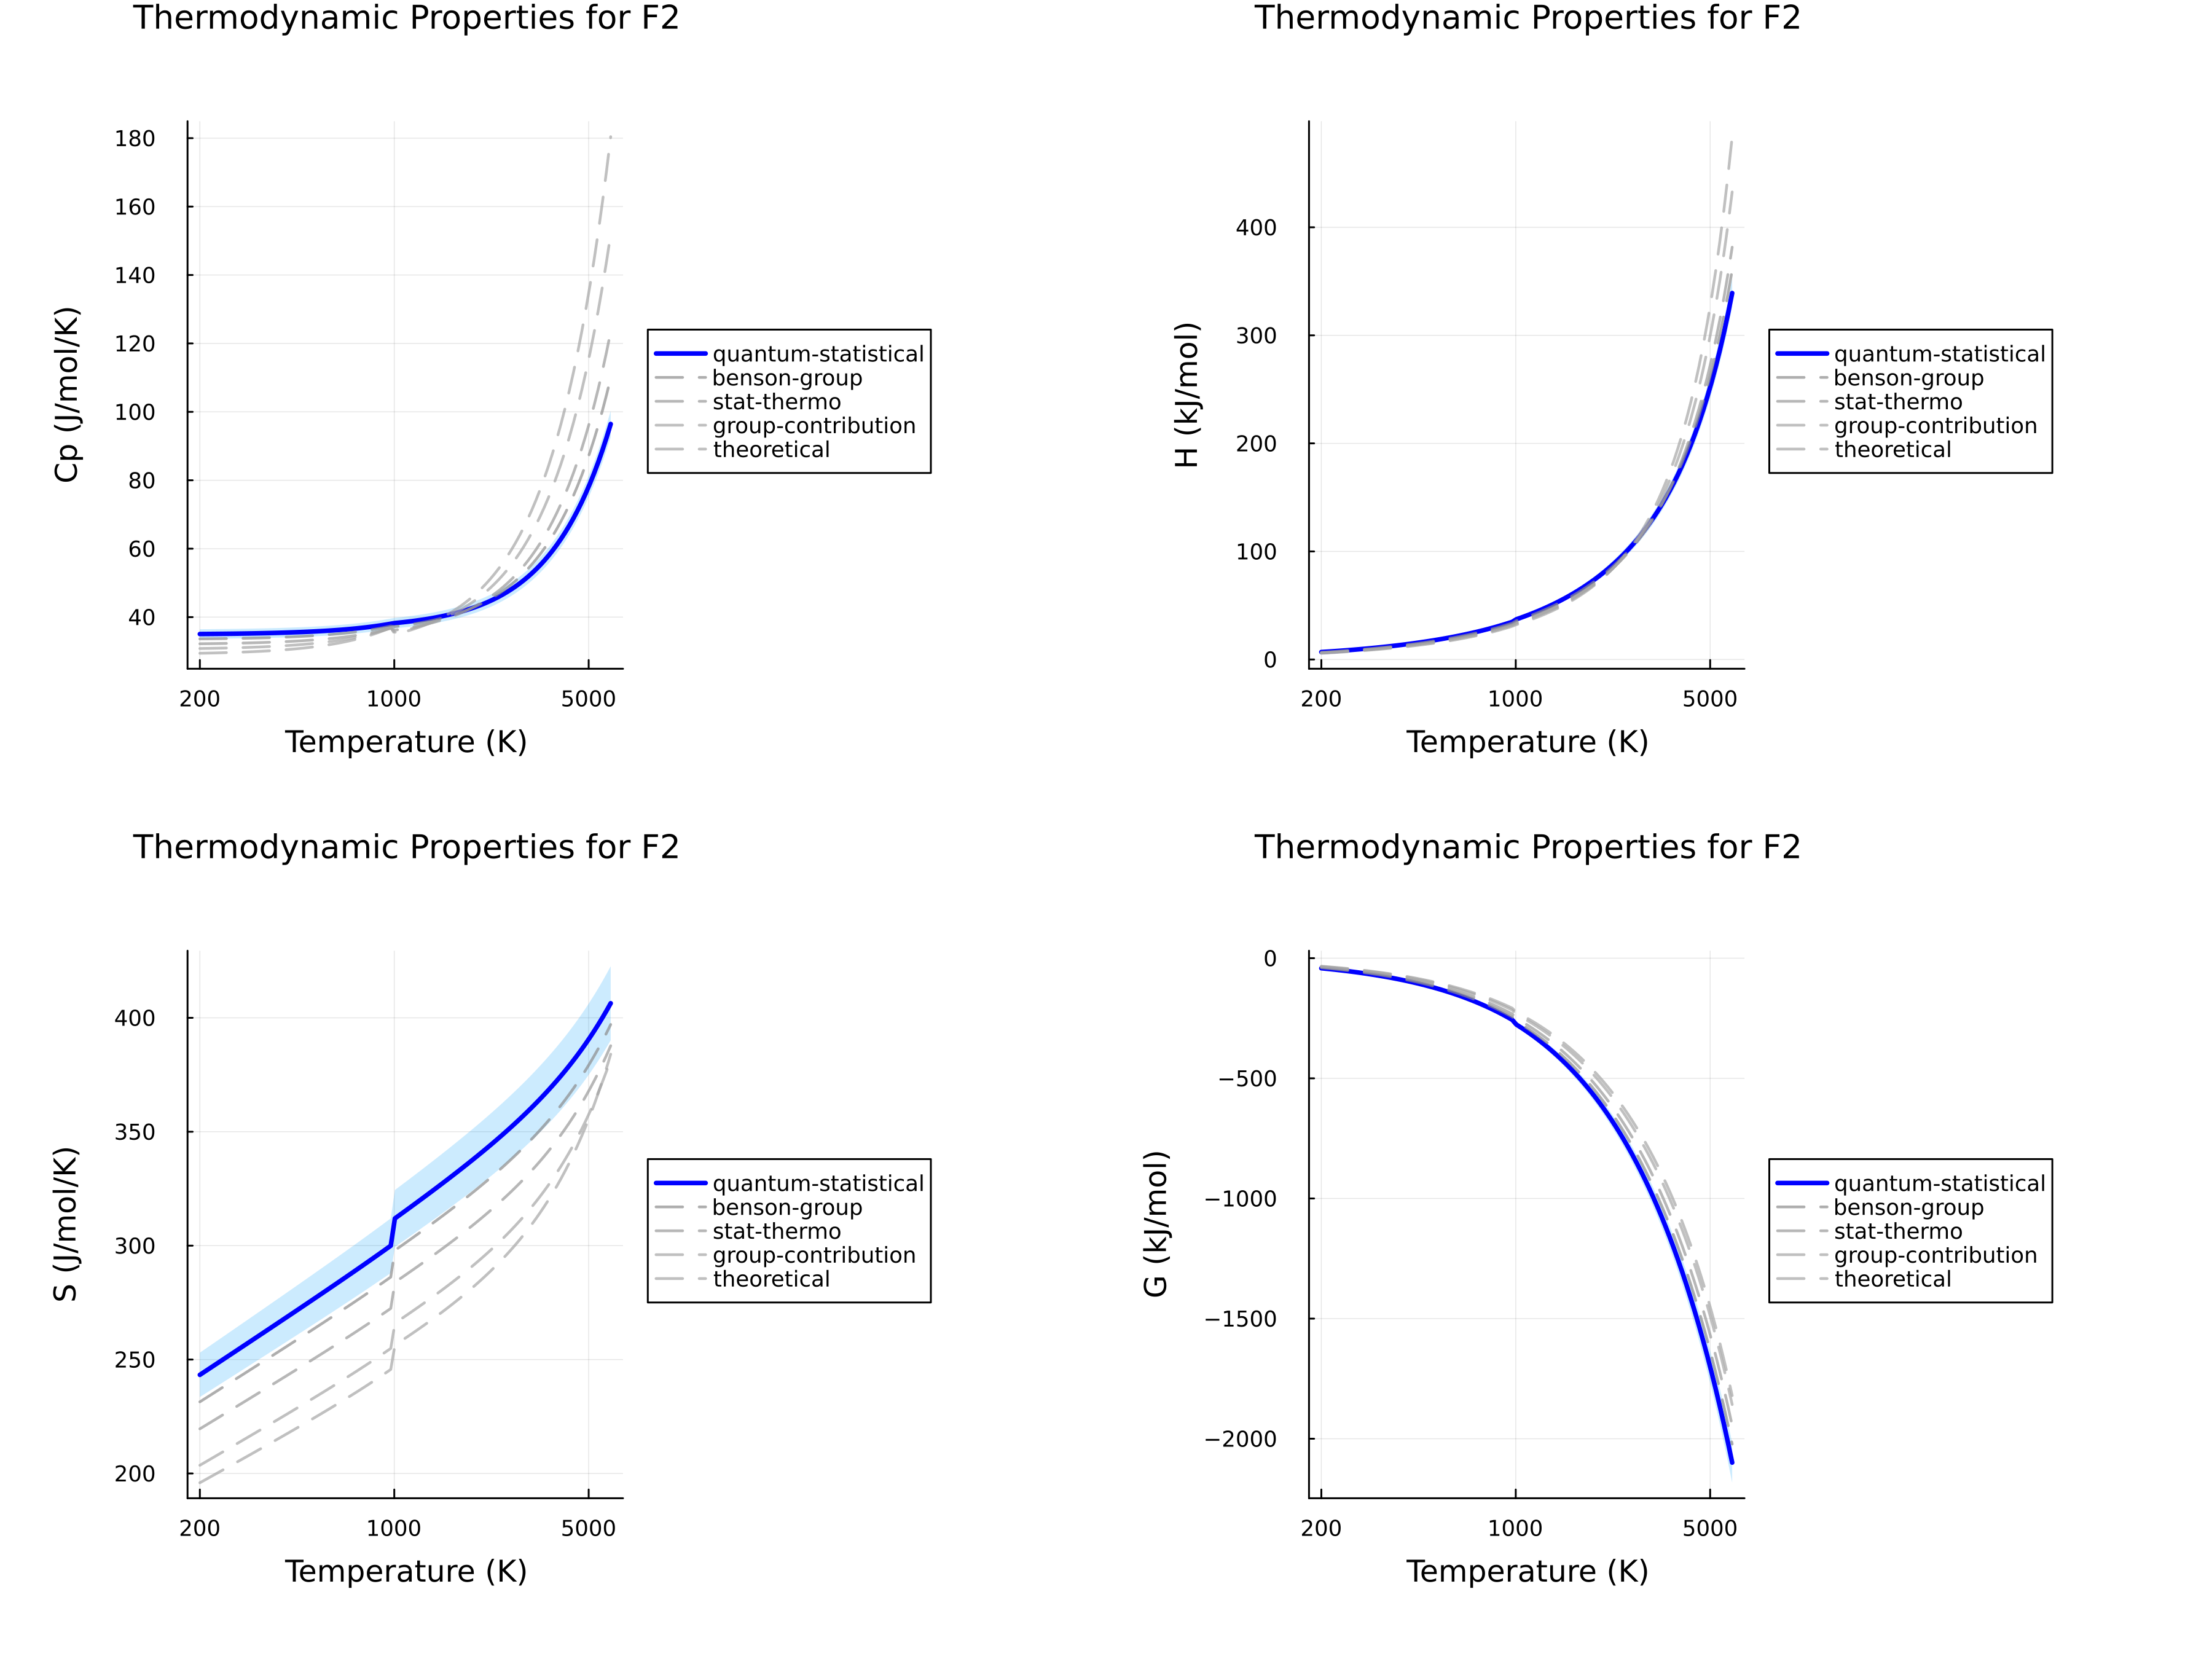 Thermodynamic Properties for F2
Cp (J/mol/K)
180
160
140
120
100
80
60
40
200
1000
5000
Temperature (K)
quantum-statistical
benson-group
stat-thermo
group-contribution
theoretical
Thermodynamic Properties for F2
H (kJ/mol)
400
300
200
100
0
200
1000
5000
Temperature (K)
quantum-statistical
benson-group
stat-thermo
group-contribution
theoretical
Thermodynamic Properties for F2
S (J/mol/K)
400
350
300
250
200
200
1000
5000
Temperature (K)
quantum-statistical
benson-group
stat-thermo
group-contribution
theoretical
Thermodynamic Properties for F2
G (kJ/mol)
0
−500
−1000
−1500
−2000
200
1000
5000
Temperature (K)
quantum-statistical
benson-group
stat-thermo
group-contribution
theoretical